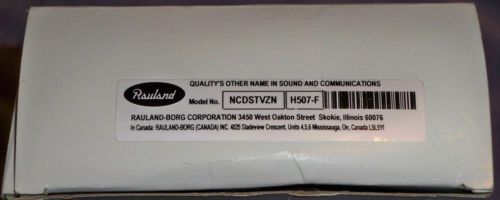 Rauland
QUALITY'S OTHER NAME IN SOUND AND COMMUNICATIONS
Model No. NCDSTVZN H507-F
RAULAND-BORG CORPORATION 3450 West Oakton Street Skokie, Illinois 60076
In Canada: RAULAND-BORG (CANADA) INC. 4025 Sladeview Crescent, Units 4,5,6 Mississauga, On, Canada L5L5Y1